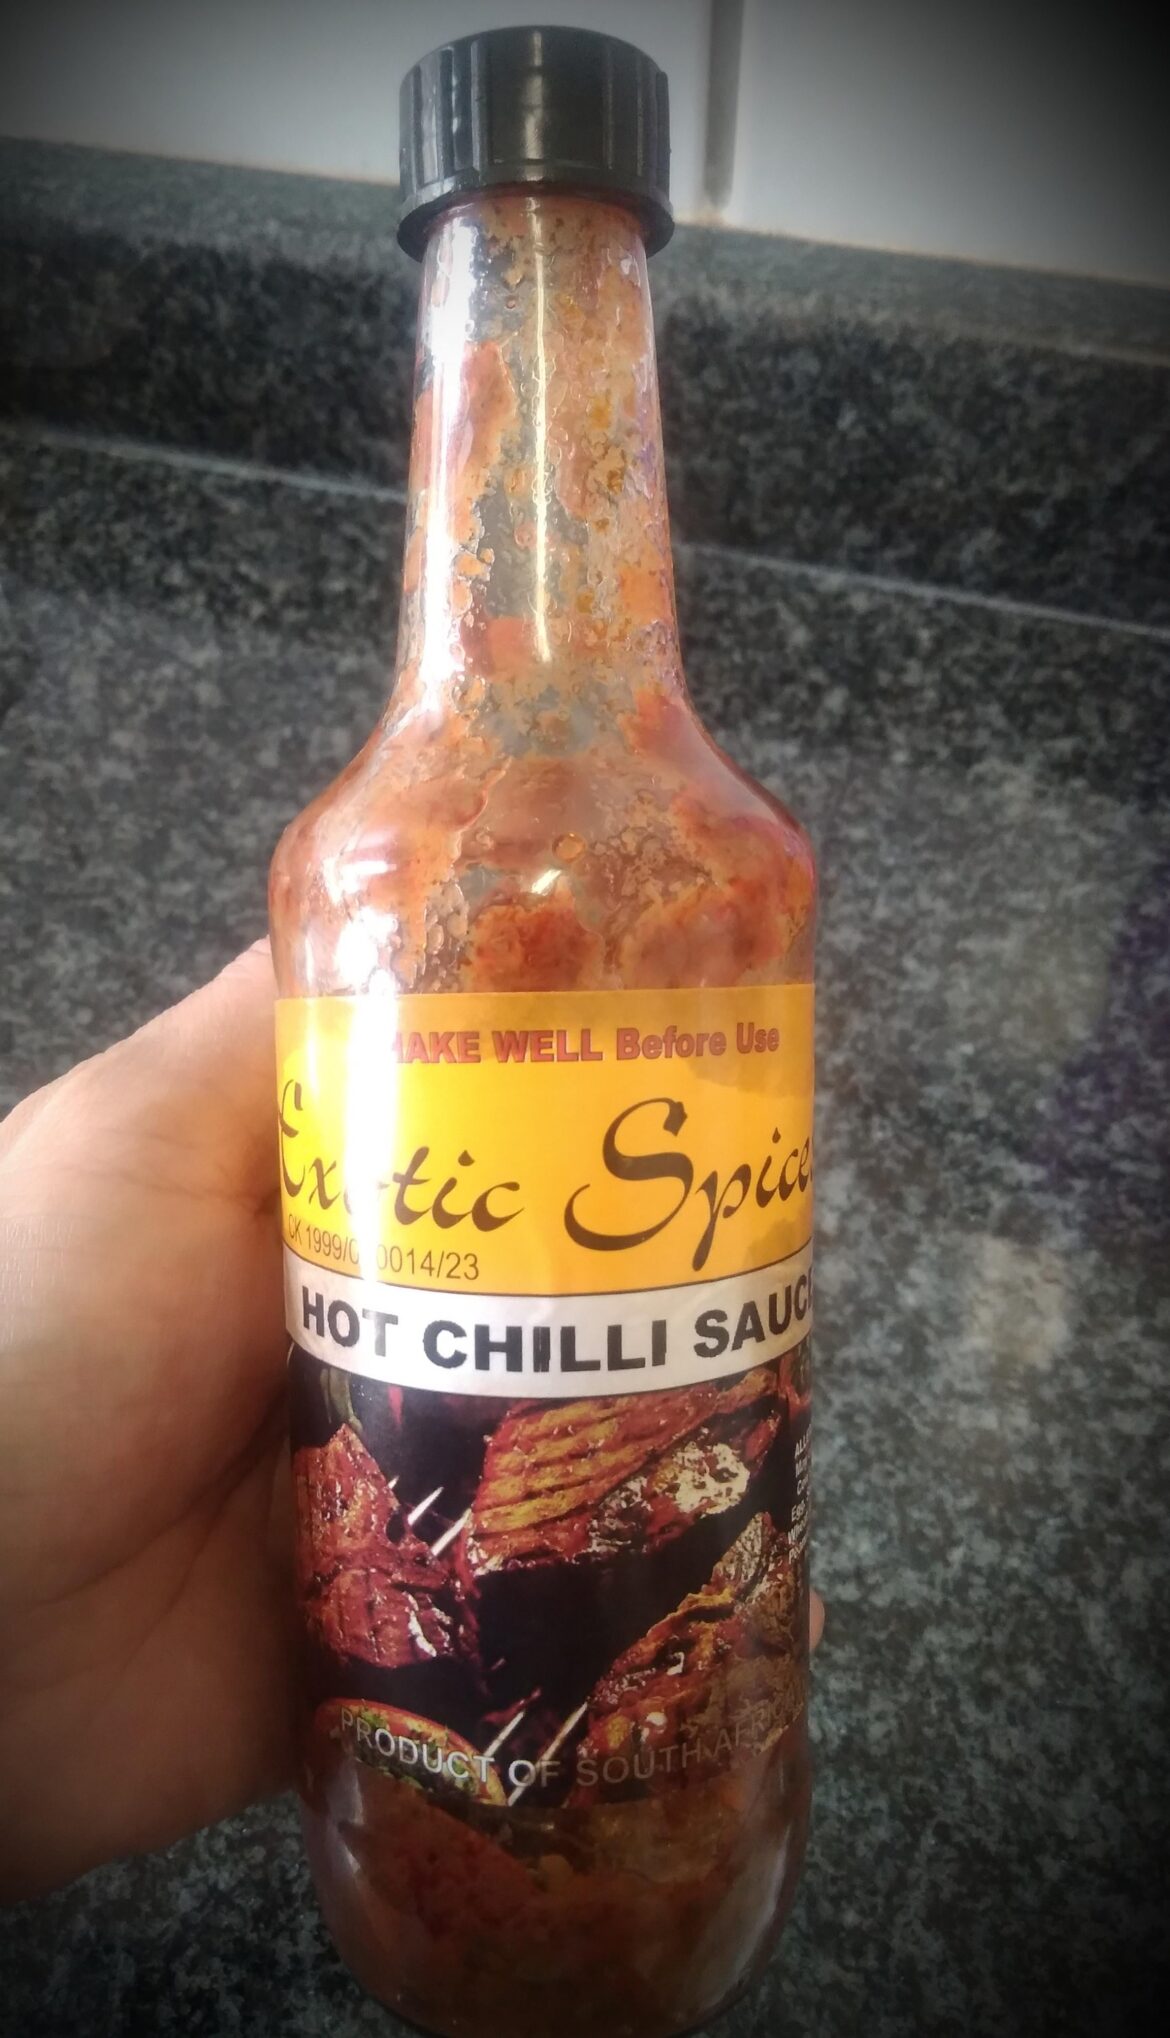 SHAKE WELL Before Use
Exotic Spices
HOT CHILLI SAUCE
PRODUCT OF SOUTH AFRICA